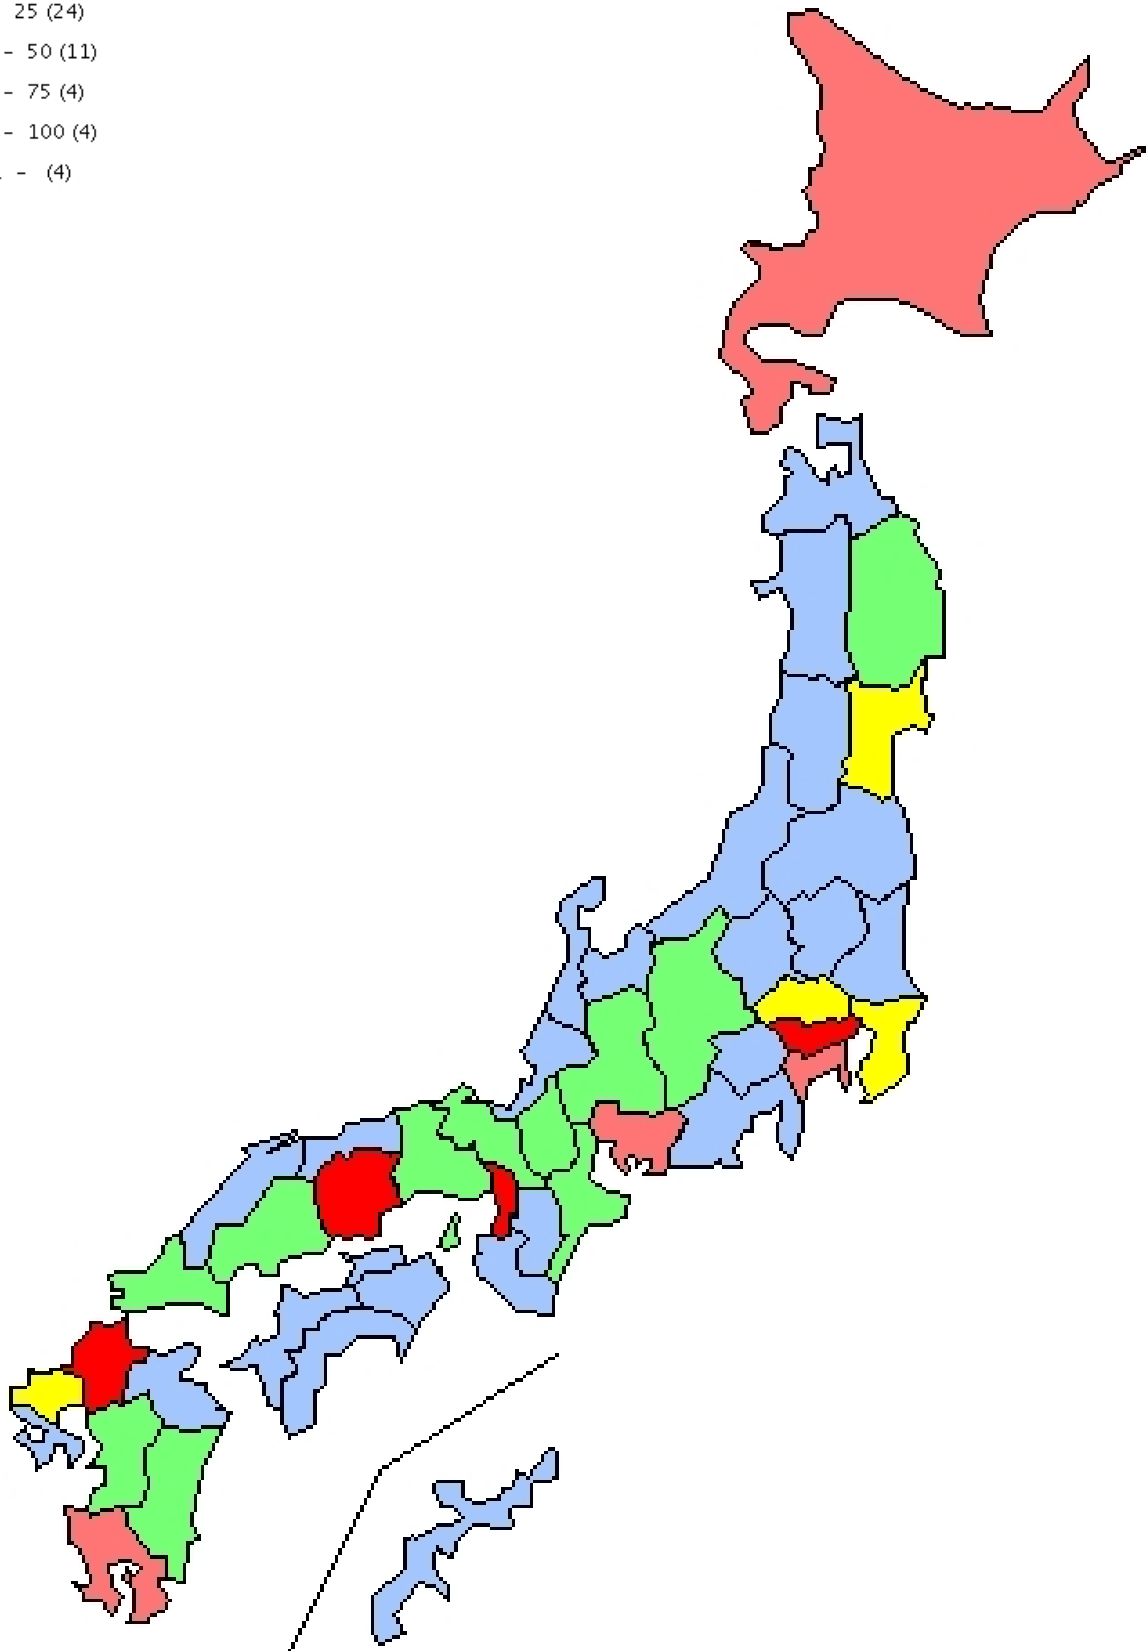 25 (24)
– 50 (11)
– 75 (4)
– 100 (4)
– (4)